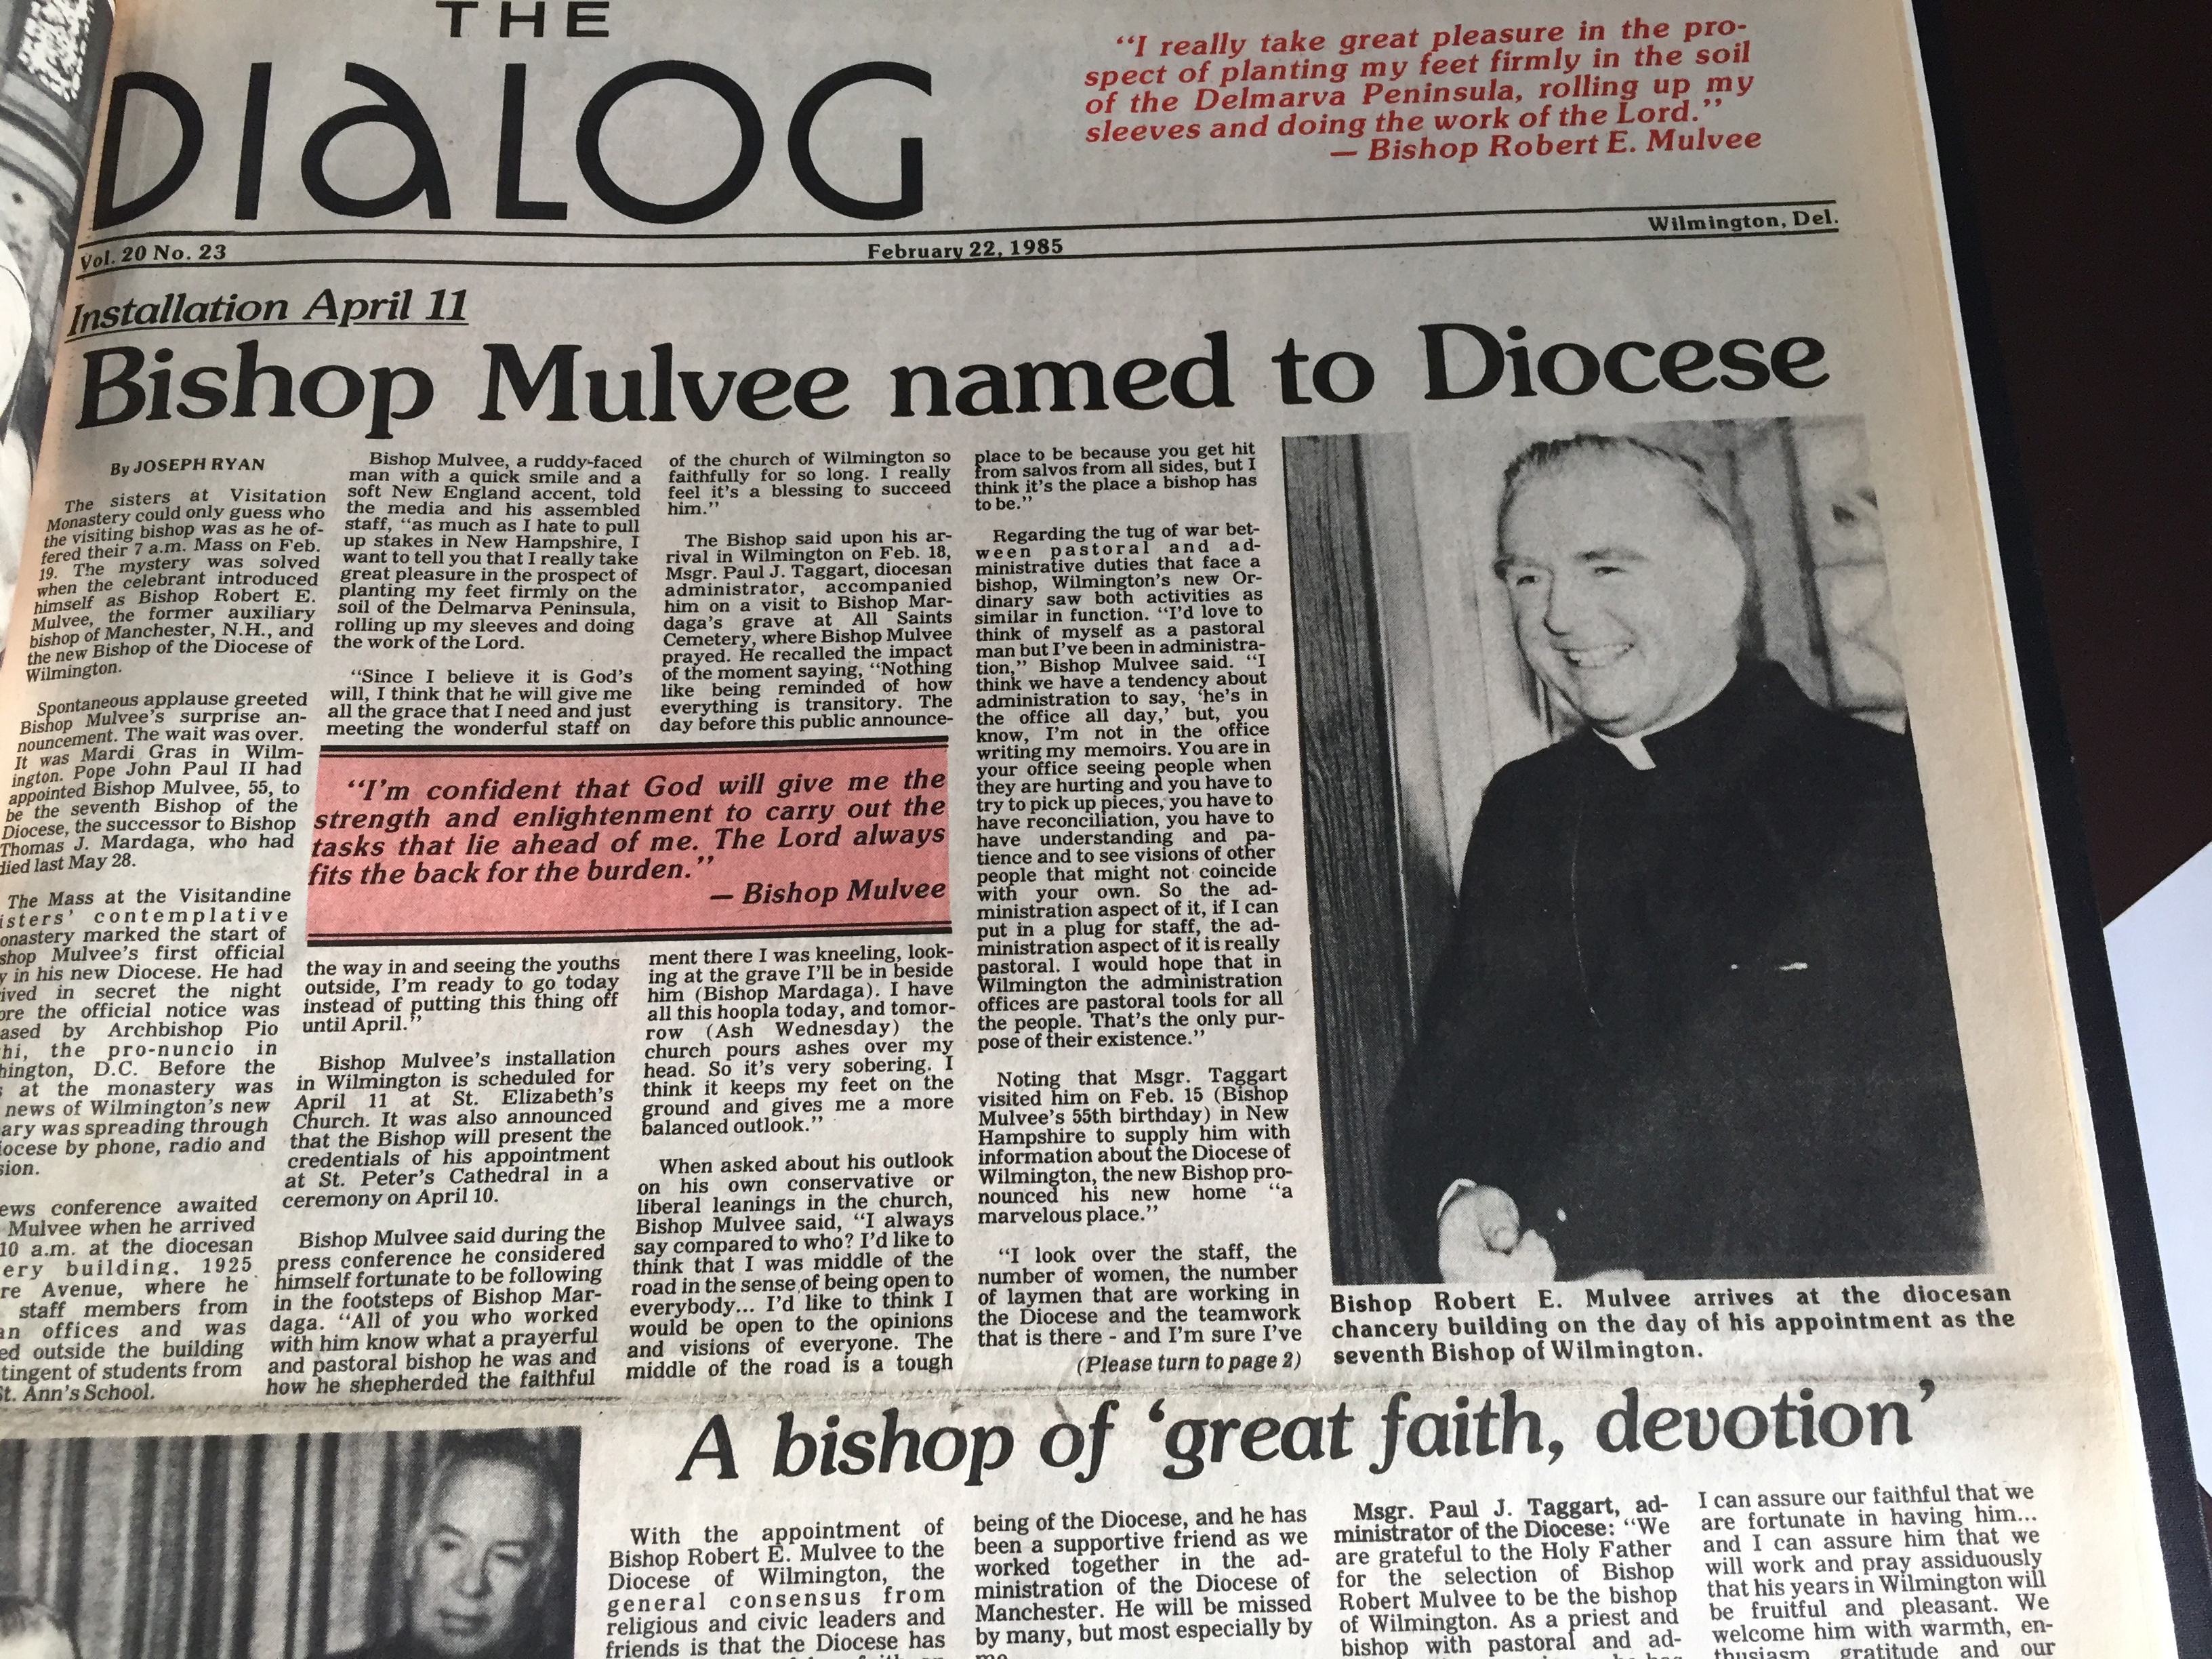 THE
DIaLOG
“I really take great pleasure in the pro-
spect of planting my feet firmly in the soil
of the Delmarva Peninsula, rolling up my
sleeves and doing the work of the Lord.”
— Bishop Robert E. Mulvee
Vol. 20 No. 23
February 22, 1985
Wilmington, Del.
Installation April 11
Bishop Mulvee named to Diocese
By JOSEPH RYAN
The sisters at Visitation
Monastery could only guess who
the visiting bishop was as he of-
fered their 7 a.m. Mass on Feb.
19. The mystery was solved
when the celebrant introduced
himself as Bishop Robert E.
Mulvee, the former auxiliary
bishop of Manchester, N.H., and
the new Bishop of the Diocese of
Wilmington.
Spontaneous applause greeted
Bishop Mulvee’s surprise an-
nouncement. The wait was over.
It was Mardi Gras in Wilm-
ington. Pope John Paul II had
appointed Bishop Mulvee, 55, to
be the seventh Bishop of the
Diocese, the successor to Bishop
Thomas J. Mardaga, who had
died last May 28.
The Mass at the Visitandine
isters’ contemplative
onastery marked the start of
shop Mulvee’s first official
y in his new Diocese. He had
ived in secret the night
ore the official notice was
ased by Archbishop Pio
hi, the pro-nuncio in
hington, D.C. Before the
s at the monastery was
news of Wilmington’s new
ary was spreading through
iocese by phone, radio and
sion.
ews conference awaited
Mulvee when he arrived
10 a.m. at the diocesan
ery building. 1925
re Avenue, where he
staff members from
an offices and was
ed outside the building
tingent of students from
St. Ann’s School.
Bishop Mulvee, a ruddy-faced
man with a quick smile and a
soft New England accent, told
the media and his assembled
staff, “as much as I hate to pull
up stakes in New Hampshire, I
want to tell you that I really take
great pleasure in the prospect of
planting my feet firmly on the
soil of the Delmarva Peninsula,
rolling up my sleeves and doing
the work of the Lord.
“Since I believe it is God’s
will, I think that he will give me
all the grace that I need and just
meeting the wonderful staff on
“I’m confident that God will give me the
strength and enlightenment to carry out the
tasks that lie ahead of me. The Lord always
fits the back for the burden.”
— Bishop Mulvee
the way in and seeing the youths
outside, I’m ready to go today
instead of putting this thing off
until April.”
Bishop Mulvee’s installation
in Wilmington is scheduled for
April 11 at St. Elizabeth’s
Church. It was also announced
that the Bishop will present the
credentials of his appointment
at St. Peter’s Cathedral in a
ceremony on April 10.
Bishop Mulvee said during the
press conference he considered
himself fortunate to be following
in the footsteps of Bishop Mar-
daga. “All of you who worked
with him know what a prayerful
and pastoral bishop he was and
how he shepherded the faithful
of the church of Wilmington so
faithfully for so long. I really
feel it’s a blessing to succeed
him.”
The Bishop said upon his ar-
rival in Wilmington on Feb. 18,
Msgr. Paul J. Taggart, diocesan
administrator, accompanied
him on a visit to Bishop Mar-
daga’s grave at All Saints
Cemetery, where Bishop Mulvee
prayed. He recalled the impact
of the moment saying, “Nothing
like being reminded of how
everything is transitory. The
day before this public announce-
ment there I was kneeling, look-
ing at the grave I’ll be in beside
him (Bishop Mardaga). I have
all this hoopla today, and tomor-
row (Ash Wednesday) the
church pours ashes over my
head. So it’s very sobering. I
think it keeps my feet on the
ground and gives me a more
balanced outlook.”
When asked about his outlook
on his own conservative or
liberal leanings in the church,
Bishop Mulvee said, “I always
say compared to who? I’d like to
think that I was middle of the
road in the sense of being open to
everybody... I’d like to think I
would be open to the opinions
and visions of everyone. The
middle of the road is a tough
place to be because you get hit
from salvos from all sides, but I
think it’s the place a bishop has
to be.”
Regarding the tug of war bet-
ween pastoral and ad-
ministrative duties that face a
bishop, Wilmington’s new Or-
dinary saw both activities as
similar in function. “I’d love to
think of myself as a pastoral
man but I’ve been in administra-
tion,” Bishop Mulvee said. “I
think we have a tendency about
administration to say, ‘he’s in
the office all day,’ but, you
know, I’m not in the office
writing my memoirs. You are in
your office seeing people when
they are hurting and you have to
try to pick up pieces, you have to
have reconciliation, you have to
have understanding and pa-
tience and to see visions of other
people that might not coincide
with your own. So the ad-
ministration aspect of it, if I can
put in a plug for staff, the ad-
ministration aspect of it is really
pastoral. I would hope that in
Wilmington the administration
offices are pastoral tools for all
the people. That’s the only pur-
pose of their existence.”
Noting that Msgr. Taggart
visited him on Feb. 15 (Bishop
Mulvee’s 55th birthday) in New
Hampshire to supply him with
information about the Diocese of
Wilmington, the new Bishop pro-
nounced his new home “a
marvelous place.”
“I look over the staff, the
number of women, the number
of laymen that are working in
the Diocese and the teamwork
that is there - and I’m sure I’ve
(Please turn to page 2)
Bishop Robert E. Mulvee arrives at the diocesan
chancery building on the day of his appointment as the
seventh Bishop of Wilmington.
A bishop of ‘great faith, devotion’
With the appointment of
Bishop Robert E. Mulvee to the
Diocese of Wilmington, the
general consensus from
religious and civic leaders and
friends is that the Diocese has
being of the Diocese, and he has
been a supportive friend as we
worked together in the ad-
ministration of the Diocese of
Manchester. He will be missed
by many, but most especially by
me
Msgr. Paul J. Taggart, ad-
ministrator of the Diocese: “We
are grateful to the Holy Father
for the selection of Bishop
Robert Mulvee to be the bishop
of Wilmington. As a priest and
bishop with pastoral and ad-
I can assure our faithful that we
are fortunate in having him...
and I can assure him that we
will work and pray assiduously
that his years in Wilmington will
be fruitful and pleasant. We
welcome him with warmth, en-
thusiasm, gratitude and our